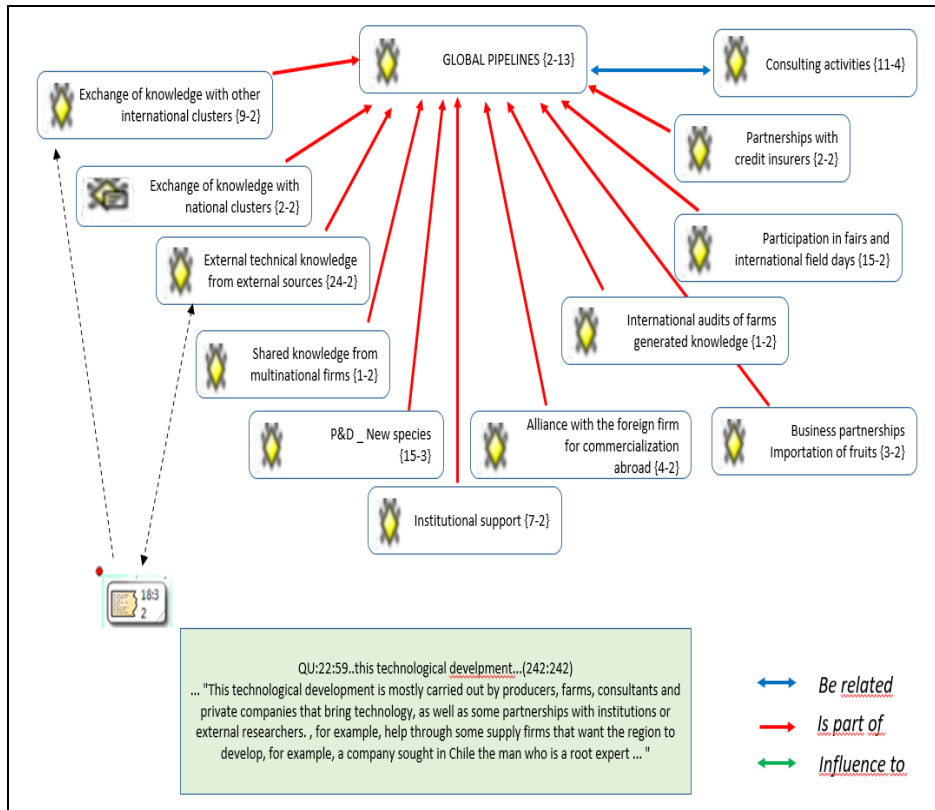 GLOBAL PIPELINES {2-13}
Consulting activities {11-4}
Exchange of knowledge with other
international clusters {9-2}
Partnerships with
credit insurers {2-2}
Exchange of knowledge with
national clusters {2-2}
Participation in fairs and
international field days {15-2}
External technical knowledge
from external sources {24-2}
International audits of farms
generated knowledge {1-2}
Shared knowledge from
multinational firms {1-2}
P&D _ New species
{15-3}
Alliance with the foreign firm
for commercialization
abroad {4-2}
Business partnerships
Importation of fruits {3-2}
Institutional support {7-2}
18:3
2
QU:22:59..this technological develpment...(242:242)
... "This technological development is mostly carried out by producers, farms, consultants and
private companies that bring technology, as well as some partnerships with institutions or
external researchers. , for example, help through some supply firms that want the region to
develop, for example, a company sought in Chile the man who is a root expert ... "
Be related
Is part of
Influence to